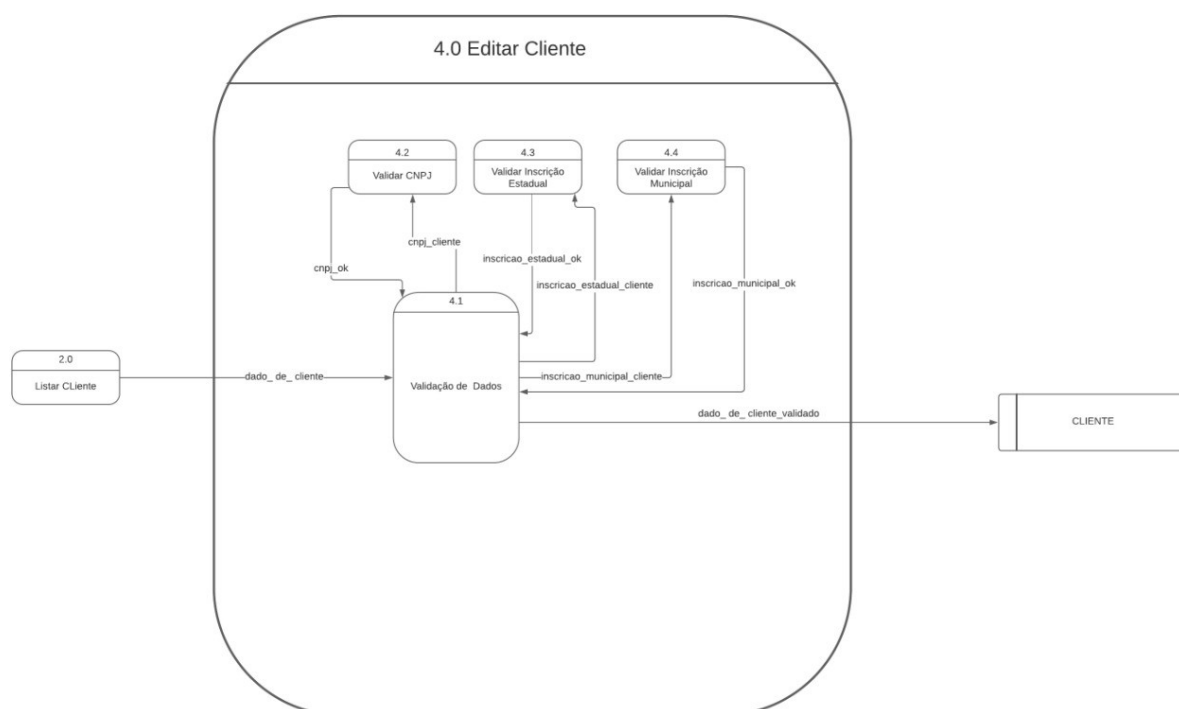 4.0 Editar Cliente
4.2
Validar CNPJ
4.3
Validar Inscrição
Estadual
4.4
Validar Inscrição
Municipal
cnpj_cliente
cnpj_ok
inscricao_estadual_ok
inscricao_estadual_cliente
inscricao_municipal_ok
4.1
Validação de  Dados
2.0
Listar CLiente
dado_ de_ cliente
inscricao_municipal_cliente
dado_ de_ cliente_validado
CLIENTE